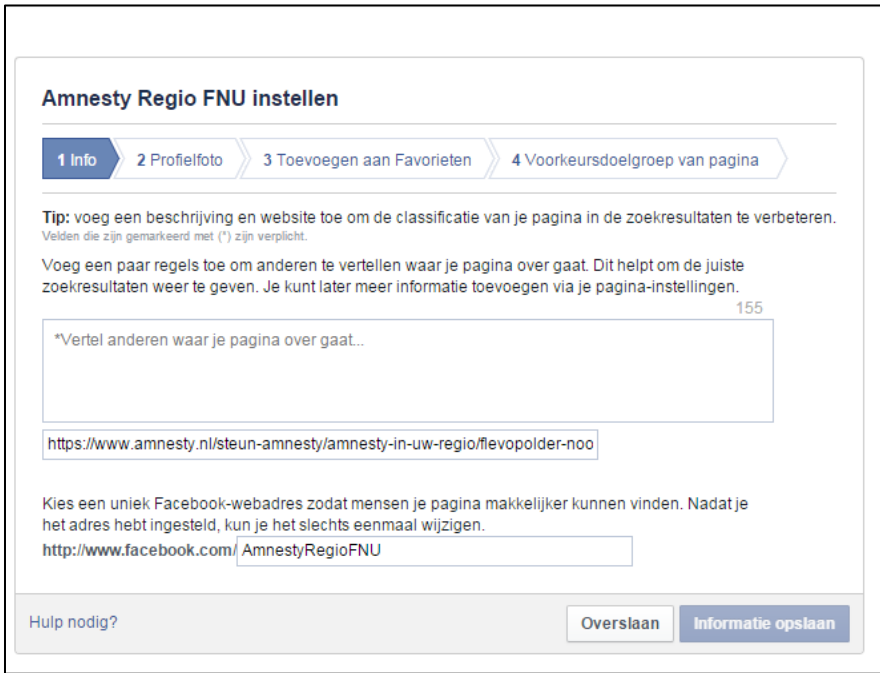 Amnesty Regio FNU instellen
1 Info 2 Profielfoto 3 Toevoegen aan Favorieten 4 Voorkeursdoelgroep van pagina
Tip: voeg een beschrijving en website toe om de classificatie van je pagina in de zoekresultaten te verbeteren.
Velden die zijn gemarkeerd met (*) zijn verplicht.
Voeg een paar regels toe om anderen te vertellen waar je pagina over gaat. Dit helpt om de juiste
zoekresultaten weer te geven. Je kunt later meer informatie toevoegen via je pagina-instellingen.
155
*Vertel anderen waar je pagina over gaat...
https://www.amnesty.nl/steun-amnesty/amnesty-in-uw-regio/flevopolder-noo
Kies een uniek Facebook-webadres zodat mensen je pagina makkelijker kunnen vinden. Nadat je
het adres hebt ingesteld, kun je het slechts eenmaal wijzigen.
http://www.facebook.com/ AmnestyRegioFNU
Hulp nodig? Overslaan Informatie opslaan